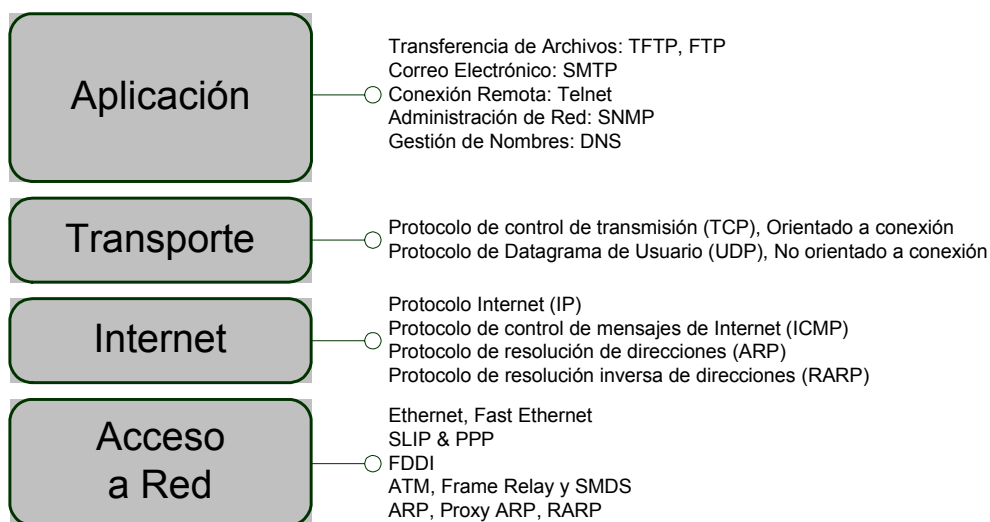 Aplicación
Transferencia de Archivos: TFTP, FTP
Correo Electrónico: SMTP
Conexión Remota: Telnet
Administración de Red: SNMP
Gestión de Nombres: DNS
Transporte
Protocolo de control de transmisión (TCP), Orientado a conexión
Protocolo de Datagrama de Usuario (UDP), No orientado a conexión
Internet
Protocolo Internet (IP)
Protocolo de control de mensajes de Internet (ICMP)
Protocolo de resolución de direcciones (ARP)
Protocolo de resolución inversa de direcciones (RARP)
Acceso
a Red
Ethernet, Fast Ethernet
SLIP & PPP
FDDI
ATM, Frame Relay y SMDS
ARP, Proxy ARP, RARP